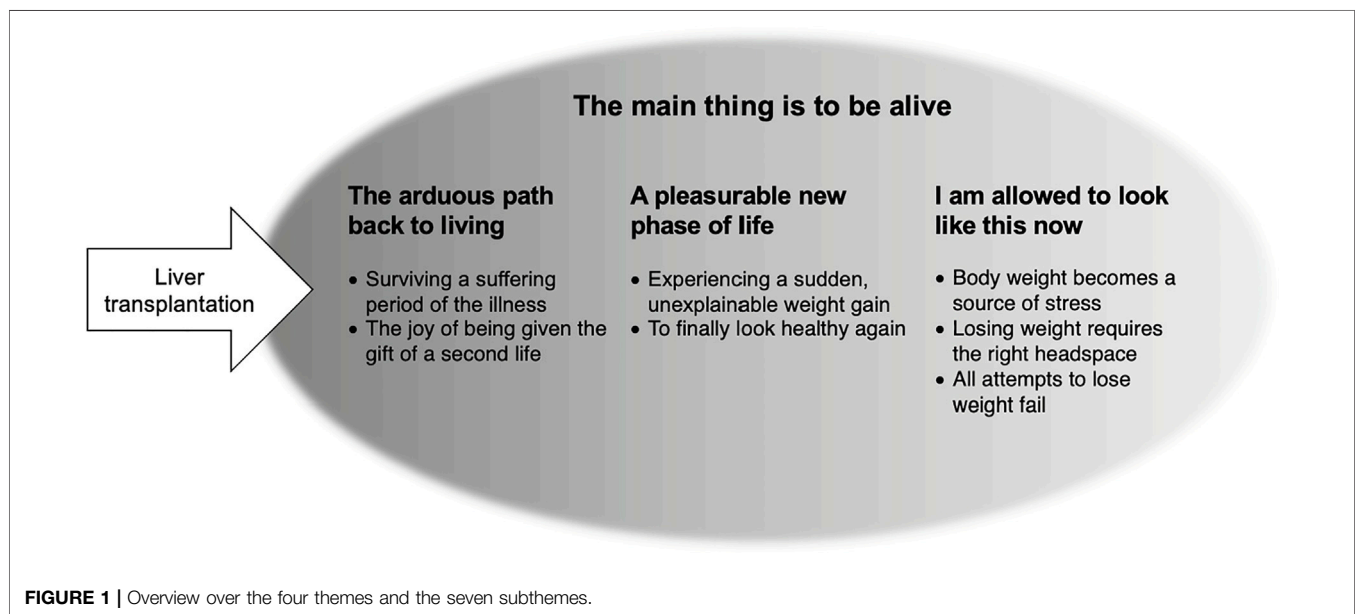 The main thing is to be alive
Liver
transplantation
The arduous path
back to living
• Surviving a suffering
period of the illness
• The joy of being given the
gift of a second life
A pleasurable new
phase of life
• Experiencing a sudden,
unexplainable weight gain
• To finally look healthy again
I am allowed to look
like this now
• Body weight becomes a
source of stress
• Losing weight requires
the right headspace
• All attempts to lose
weight fail
FIGURE 1 | Overview over the four themes and the seven subthemes.